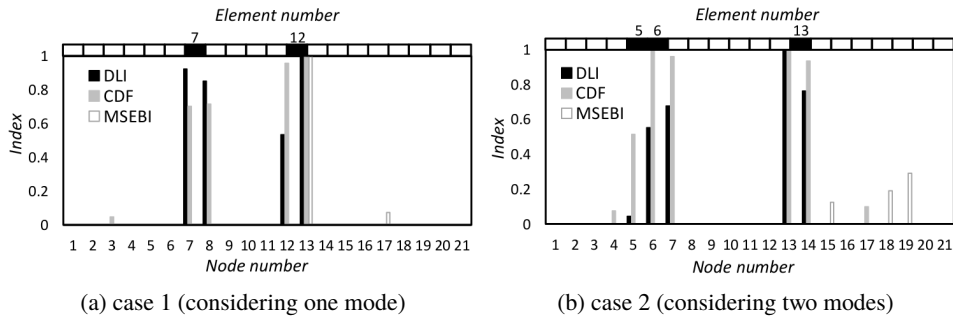 Element number
7 12
1
0.8
0.6
0.4
0.2
0
Index
DLI
CDF
MSEBI
1 2 3 4 5 6 7 8 9 10 11 12 13 14 15 16 17 18 19 20 21
Node number
(a) case 1 (considering one mode)
Element number
5 6 13
1
0.8
0.6
0.4
0.2
0
Index
DLI
CDF
MSEBI
1 2 3 4 5 6 7 8 9 10 11 12 13 14 15 16 17 18 19 20 21
Node number
(b) case 2 (considering two modes)